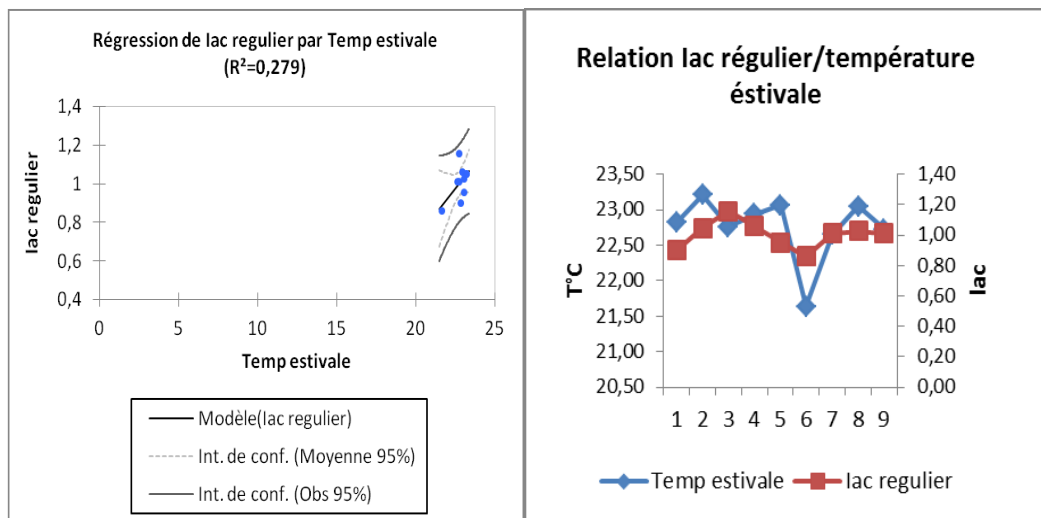 Régression de Iac regulier par Temp estivale
(R²=0,279)
Iac regulier
1,4
1,2
1
0,8
0,6
0,4
0 5 10 15 20 25
Temp estivale
Modèle(Iac regulier)
Int. de conf. (Moyenne 95%)
Int. de conf. (Obs 95%)
Relation Iac régulier/température
éstivale
T°C
23,50
23,00
22,50
22,00
21,50
21,00
20,50
1,40
1,20
1,00
0,80
0,60
0,40
0,20
0,00
Iac
1 2 3 4 5 6 7 8 9
Temp estivale Iac regulier